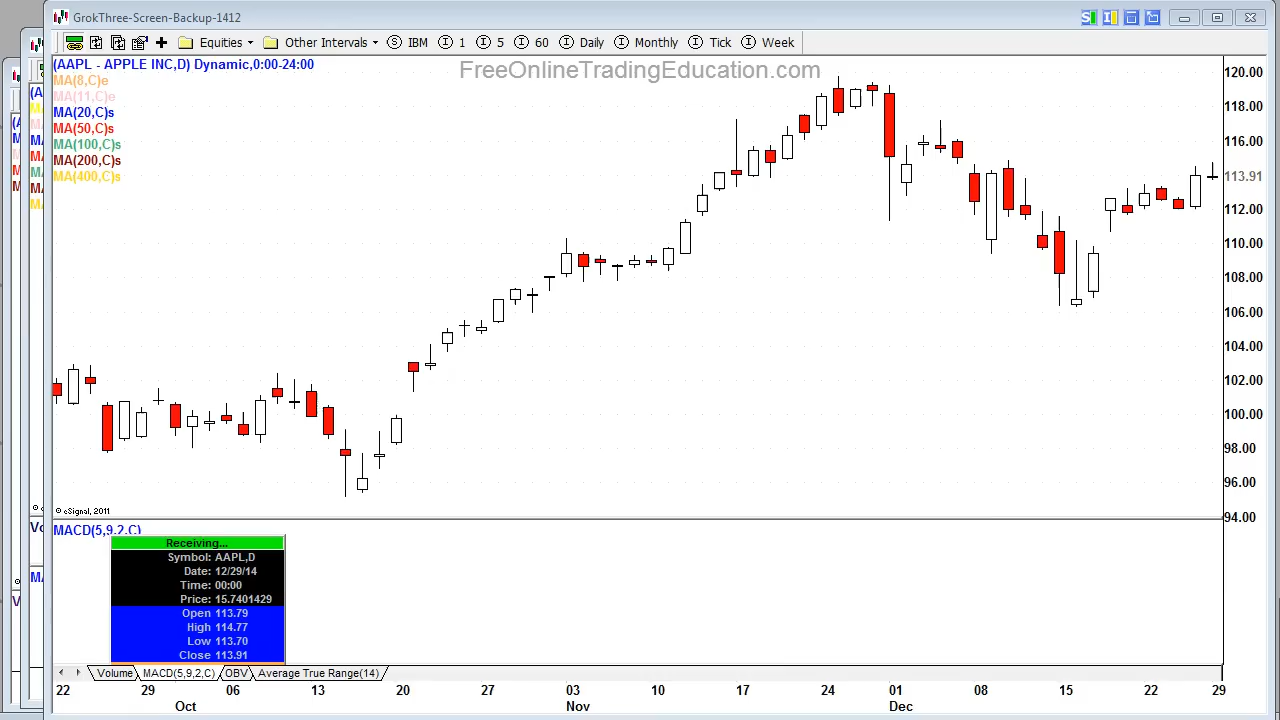 GrokThree-Screen-Backup-1412
Equities Other Intervals IBM 1 5 60 Daily Monthly Tick Week
(AAPL - APPLE INC,D) Dynamic,0:00-24:00
FreeOnlineTradingEducation.com
MA(8,C)e
MA(11,C)e
MA(20,C)s
MA(50,C)s
MA(100,C)s
MA(200,C)s
MA(400,C)s
120.00
118.00
116.00
113.91
112.00
110.00
108.00
106.00
104.00
102.00
100.00
98.00
96.00
94.00
© eSignal, 2011
MACD(5,9,2,C)
Receiving...
Symbol: AAPL,D
Date: 12/29/14
Time: 00:00
Price: 15.7401429
Open 113.79
High 114.77
Low 113.70
Close 113.91
Volume MACD(5,9,2,C) OBV Average True Range(14)
22 29 06 13 20 27 03 10 17 24 01 08 15 22 29
Oct Nov Dec